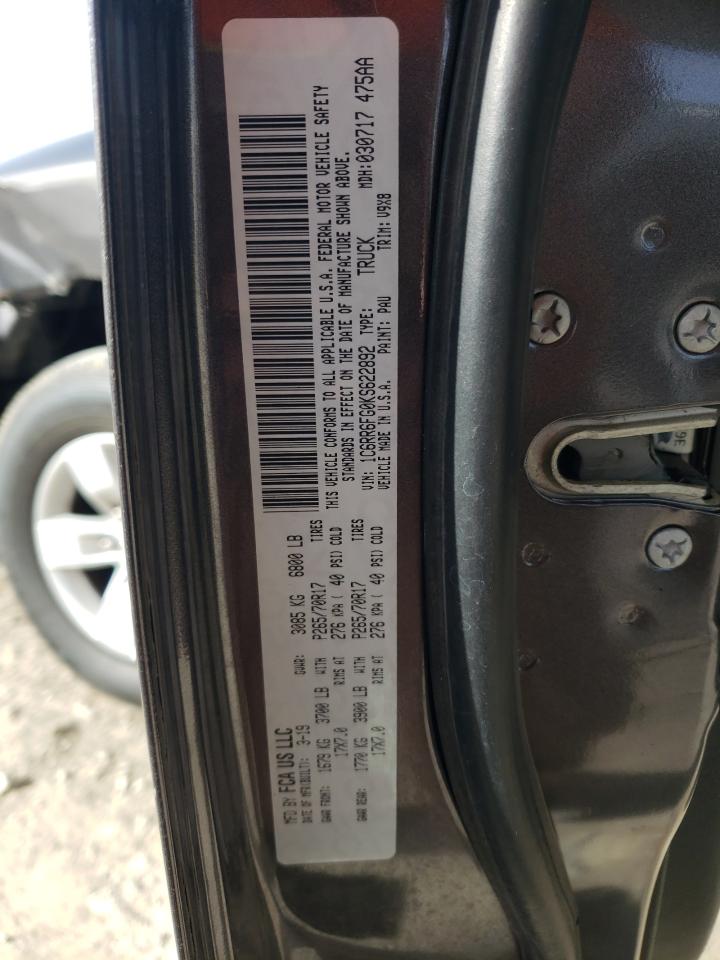 MFD BY FCA US LLC
DATE OF MFR(BUILT): 3-19 GVWR: 3085 KG 6800 LB
GAWR FRONT: 1679 KG 3700 LB WITH P265/70R17 TIRES
17X7.0 RIMS AT 276 KPA( 40 PSI) COLD
GAWR REAR: 1770 KG 3900 LB WITH P265/70R17 TIRES
17X7.0 RIMS AT 276 KPA( 40 PSI) COLD
THIS VEHICLE CONFORMS TO ALL APPLICABLE U.S.A. FEDERAL MOTOR VEHICLE SAFETY
STANDARDS IN EFFECT ON THE DATE OF MANUFACTURE SHOWN ABOVE.
VIN: 1C6RR6FG0KS622892 TYPE: TRUCK MDH:030717 475AA
VEHICLE MADE IN U.S.A. PAINT: PAU TRIM: V9X8